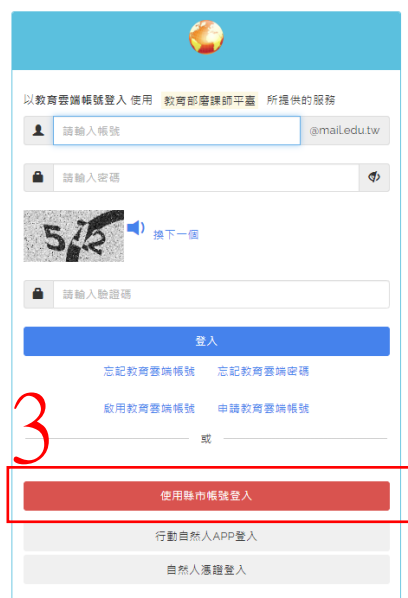 以教育雲端帳號登入 使用 教育部磨課師平臺 所提供的服務
請輸入帳號 @mail.edu.tw
請輸入密碼
換下一個
請輸入驗證碼
登入
忘記教育雲端帳號 忘記教育雲端密碼
啟用教育雲端帳號 申請教育雲端帳號
3
或
使用縣市帳號登入
行動自然人APP登入
自然人憑證登入